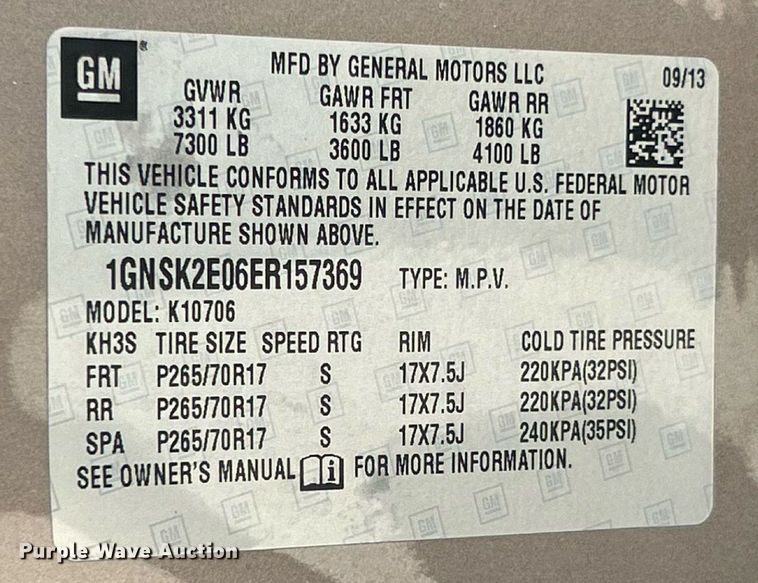 GM
MFD BY GENERAL MOTORS LLC 09/13
GVWR GAWR FRT GAWR RR
3311 KG 1633 KG 1860 KG
7300 LB 3600 LB 4100 LB
THIS VEHICLE CONFORMS TO ALL APPLICABLE U.S. FEDERAL MOTOR
VEHICLE SAFETY STANDARDS IN EFFECT ON THE DATE OF
MANUFACTURE SHOWN ABOVE.
1GNSK2E06ER157369 TYPE: M.P.V.
MODEL: K10706
KH3S TIRE SIZE SPEED RTG RIM COLD TIRE PRESSURE
FRT P265/70R17 S 17X7.5J 220KPA(32PSI)
RR P265/70R17 S 17X7.5J 220KPA(32PSI)
SPA P265/70R17 S 17X7.5J 240KPA(35PSI)
SEE OWNER'S MANUAL i FOR MORE INFORMATION.
Purple Wave Auction